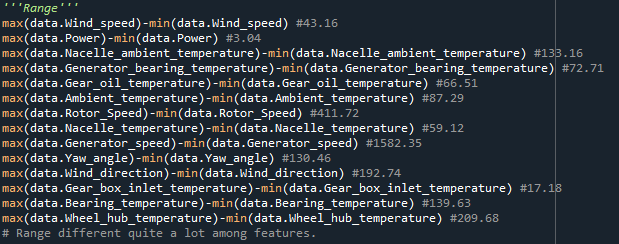 '''Range'''
max(data.Wind_speed)-min(data.Wind_speed) #43.16
max(data.Power)-min(data.Power) #3.04
max(data.Nacelle_ambient_temperature)-min(data.Nacelle_ambient_temperature) #133.16
max(data.Generator_bearing_temperature)-min(data.Generator_bearing_temperature) #72.71
max(data.Gear_oil_temperature)-min(data.Gear_oil_temperature) #66.51
max(data.Ambient_temperature)-min(data.Ambient_temperature) #87.29
max(data.Rotor_Speed)-min(data.Rotor_Speed) #411.72
max(data.Nacelle_temperature)-min(data.Nacelle_temperature) #59.12
max(data.Generator_speed)-min(data.Generator_speed) #1582.35
max(data.Yaw_angle)-min(data.Yaw_angle) #130.46
max(data.Wind_direction)-min(data.Wind_direction) #192.74
max(data.Gear_box_inlet_temperature)-min(data.Gear_box_inlet_temperature) #17.18
max(data.Bearing_temperature)-min(data.Bearing_temperature) #139.63
max(data.Wheel_hub_temperature)-min(data.Wheel_hub_temperature) #209.68
# Range different quite a lot among features.